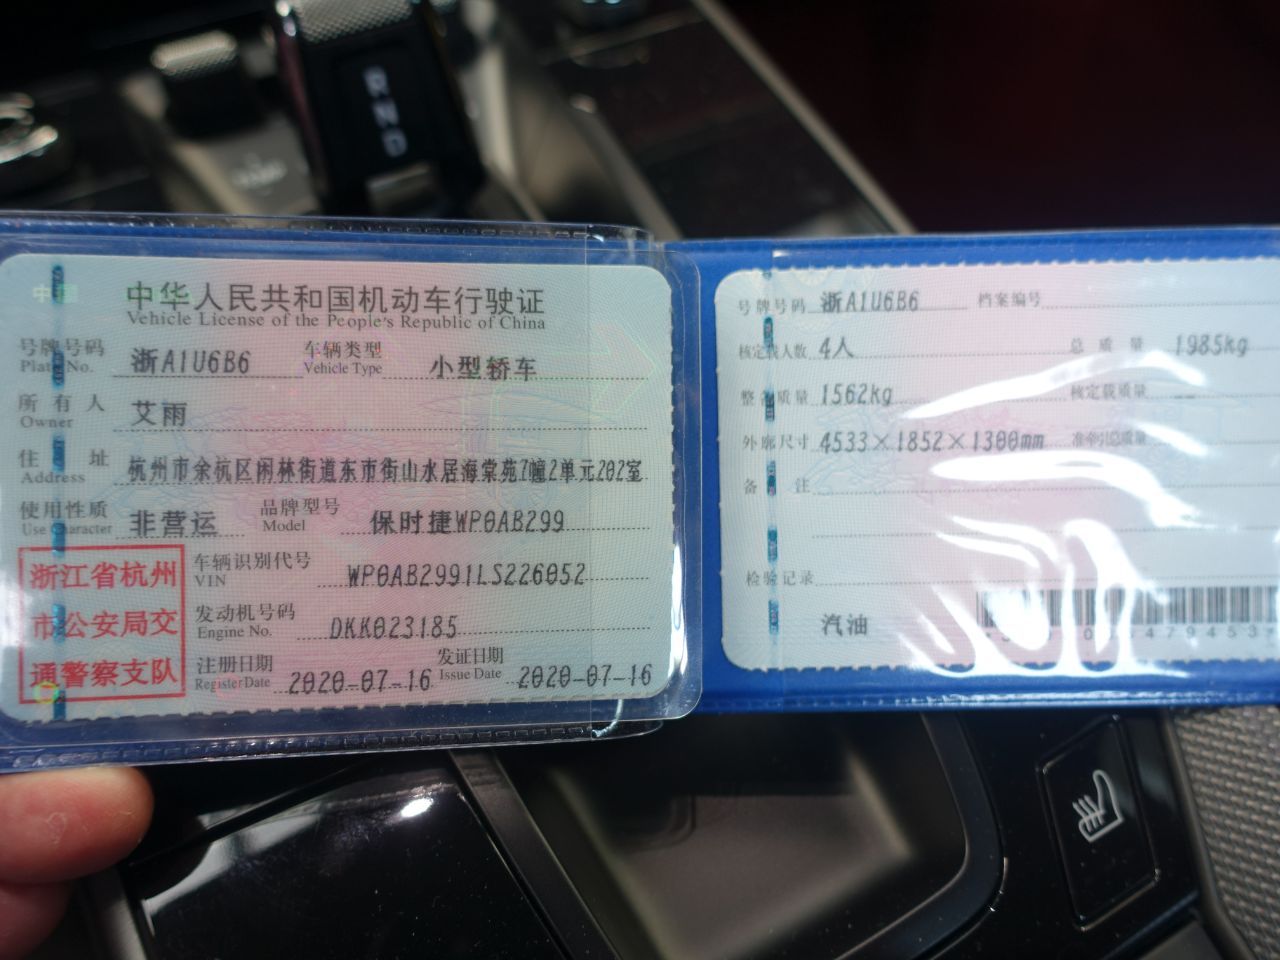 R
N
D
中华人民共和国机动车行驶证
Vehicle License of the People's Republic of China
号牌号码 浙A1U6B6 车辆类型 小型轿车
Plate No. Vehicle Type
所有人 艾雨
Owner
住址 杭州市余杭区闲林街道东市街山水居海棠苑7幢2单元202室
Address
使用性质 非营运 品牌型号 保时捷WP0AB299
Use Character Model
浙江省杭州
市公安局交
通警察支队
车辆识别代号 WP0AB2991LS226052
VIN
发动机号码 DKK023185
Engine No.
注册日期 2020-07-16 发证日期 2020-07-16
Register Date Issue Date
号牌号码 浙A1U6B6 档案编号
核定载人数 4人 总质量 1985kg
整备质量 1562kg 核定载质量 --
外廓尺寸 4533×1852×1300mm 准牵引总质量
备注
检验记录
汽油